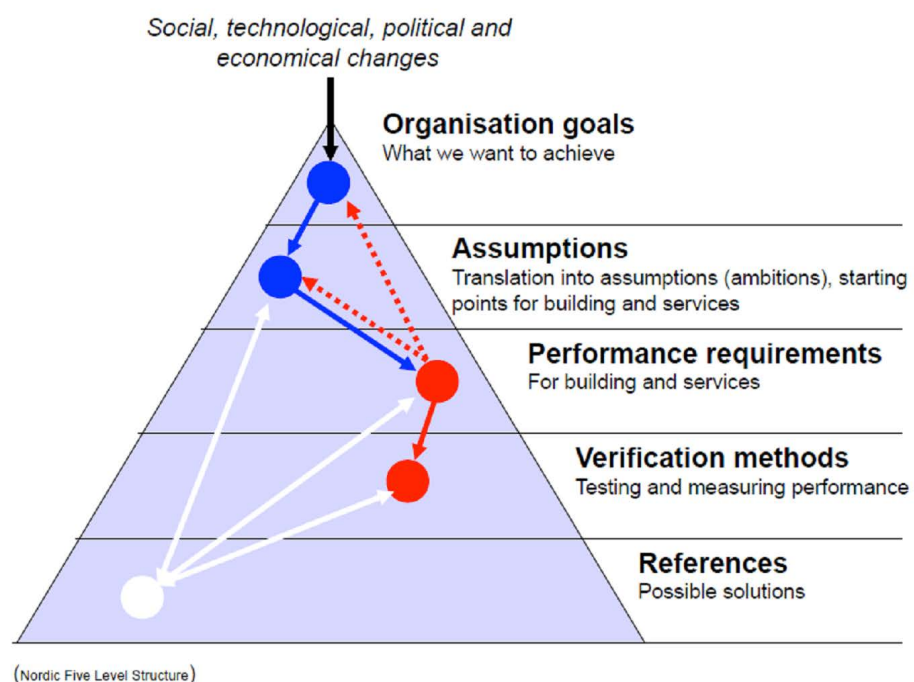 Social, technological, political and
economical changes
Organisation goals
What we want to achieve
Assumptions
Translation into assumptions (ambitions), starting
points for building and services
Performance requirements
For building and services
Verification methods
Testing and measuring performance
References
Possible solutions
(Nordic Five Level Structure)